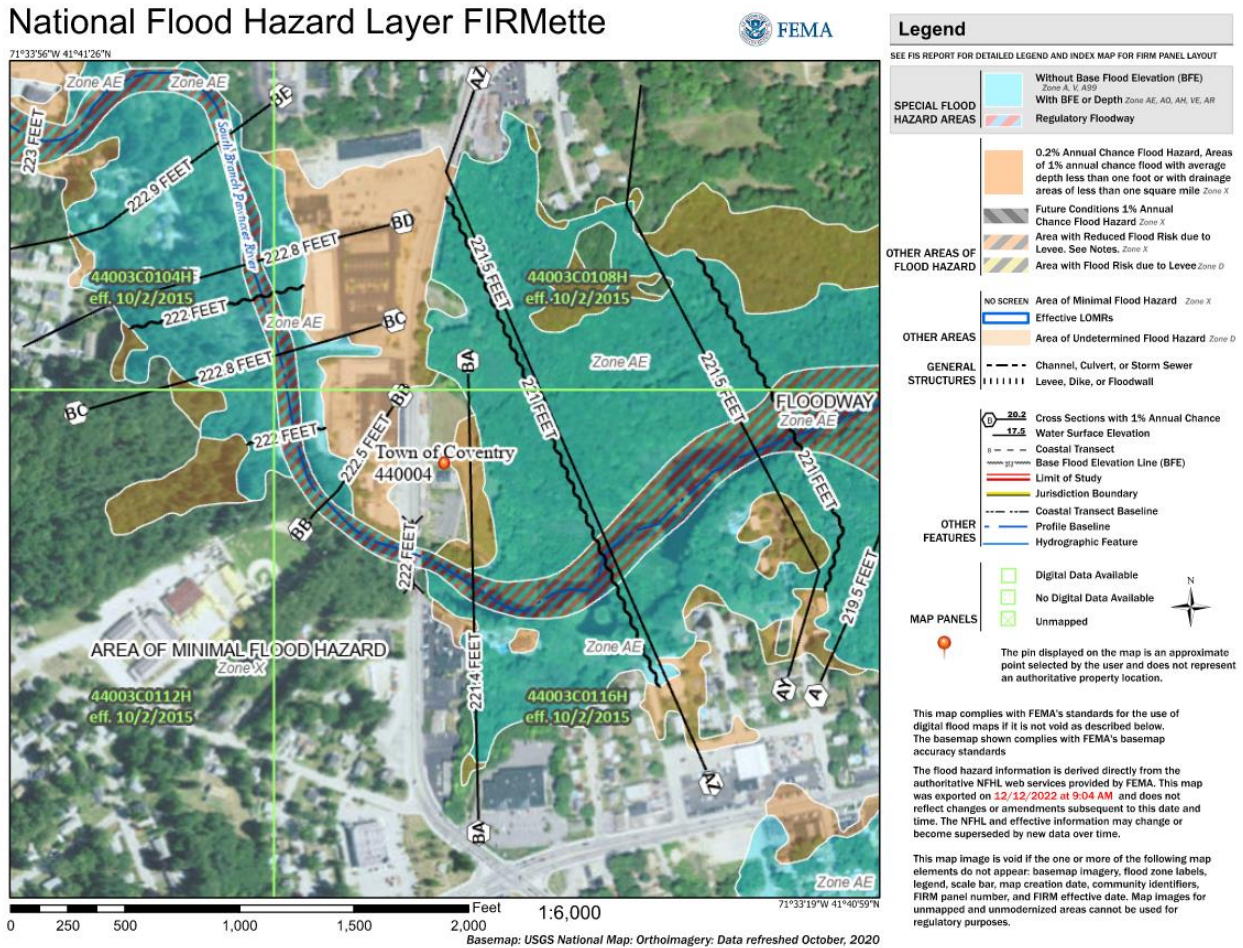 National Flood Hazard Layer FIRMette
FEMA
71°33'56"W 41°41'26"N
Zone AE
Zone AE
BE
AZ
223 FEET
222.9 FEET
South Branch Pawtuxet River
BD
222.8 FEET
44003C0104H
eff. 10/2/2015
222 FEET
Zone AE
BC
222.8 FEET
BC
221.5 FEET
44003C0108H
eff. 10/2/2015
Zone AE
BA
221 FEET
221.5 FEET
FLOODWAY
Zone AE
222 FEET
BB
222.5 FEET
Town of Coventry
440004
BB
222 FEET
221 FEET
219.5 FEET
AREA OF MINIMAL FLOOD HAZARD
Zone X
Zone AE
44003C0112H
eff. 10/2/2015
221.4 FEET
44003C0116H
eff. 10/2/2015
AY
A
AZ
BA
Zone AE
71°33'19"W 41°40'59"N
Feet
0 250 500 1,000 1,500 2,000
1:6,000
Basemap: USGS National Map: Orthoimagery: Data refreshed October, 2020
Legend
SEE FIS REPORT FOR DETAILED LEGEND AND INDEX MAP FOR FIRM PANEL LAYOUT
SPECIAL FLOOD
HAZARD AREAS
Without Base Flood Elevation (BFE)
Zone A, V, A99
With BFE or Depth Zone AE, AO, AH, VE, AR
Regulatory Floodway
OTHER AREAS OF
FLOOD HAZARD
0.2% Annual Chance Flood Hazard, Areas
of 1% annual chance flood with average
depth less than one foot or with drainage
areas of less than one square mile Zone X
Future Conditions 1% Annual
Chance Flood Hazard Zone X
Area with Reduced Flood Risk due to
Levee. See Notes. Zone X
Area with Flood Risk due to Levee Zone D
OTHER AREAS
NO SCREEN Area of Minimal Flood Hazard Zone X
Effective LOMRs
Area of Undetermined Flood Hazard Zone D
GENERAL
STRUCTURES
Channel, Culvert, or Storm Sewer
Levee, Dike, or Floodwall
OTHER
FEATURES
B 20.2 Cross Sections with 1% Annual Chance
17.5 Water Surface Elevation
8 Coastal Transect
Base Flood Elevation Line (BFE)
Limit of Study
Jurisdiction Boundary
Coastal Transect Baseline
Profile Baseline
Hydrographic Feature
MAP PANELS
Digital Data Available
No Digital Data Available
Unmapped
N
The pin displayed on the map is an approximate
point selected by the user and does not represent
an authoritative property location.
This map complies with FEMA's standards for the use of
digital flood maps if it is not void as described below.
The basemap shown complies with FEMA's basemap
accuracy standards
The flood hazard information is derived directly from the
authoritative NFHL web services provided by FEMA. This map
was exported on 12/12/2022 at 9:04 AM and does not
reflect changes or amendments subsequent to this date and
time. The NFHL and effective information may change or
become superseded by new data over time.
This map image is void if the one or more of the following map
elements do not appear: basemap imagery, flood zone labels,
legend, scale bar, map creation date, community identifiers,
FIRM panel number, and FIRM effective date. Map images for
unmapped and unmodernized areas cannot be used for
regulatory purposes.